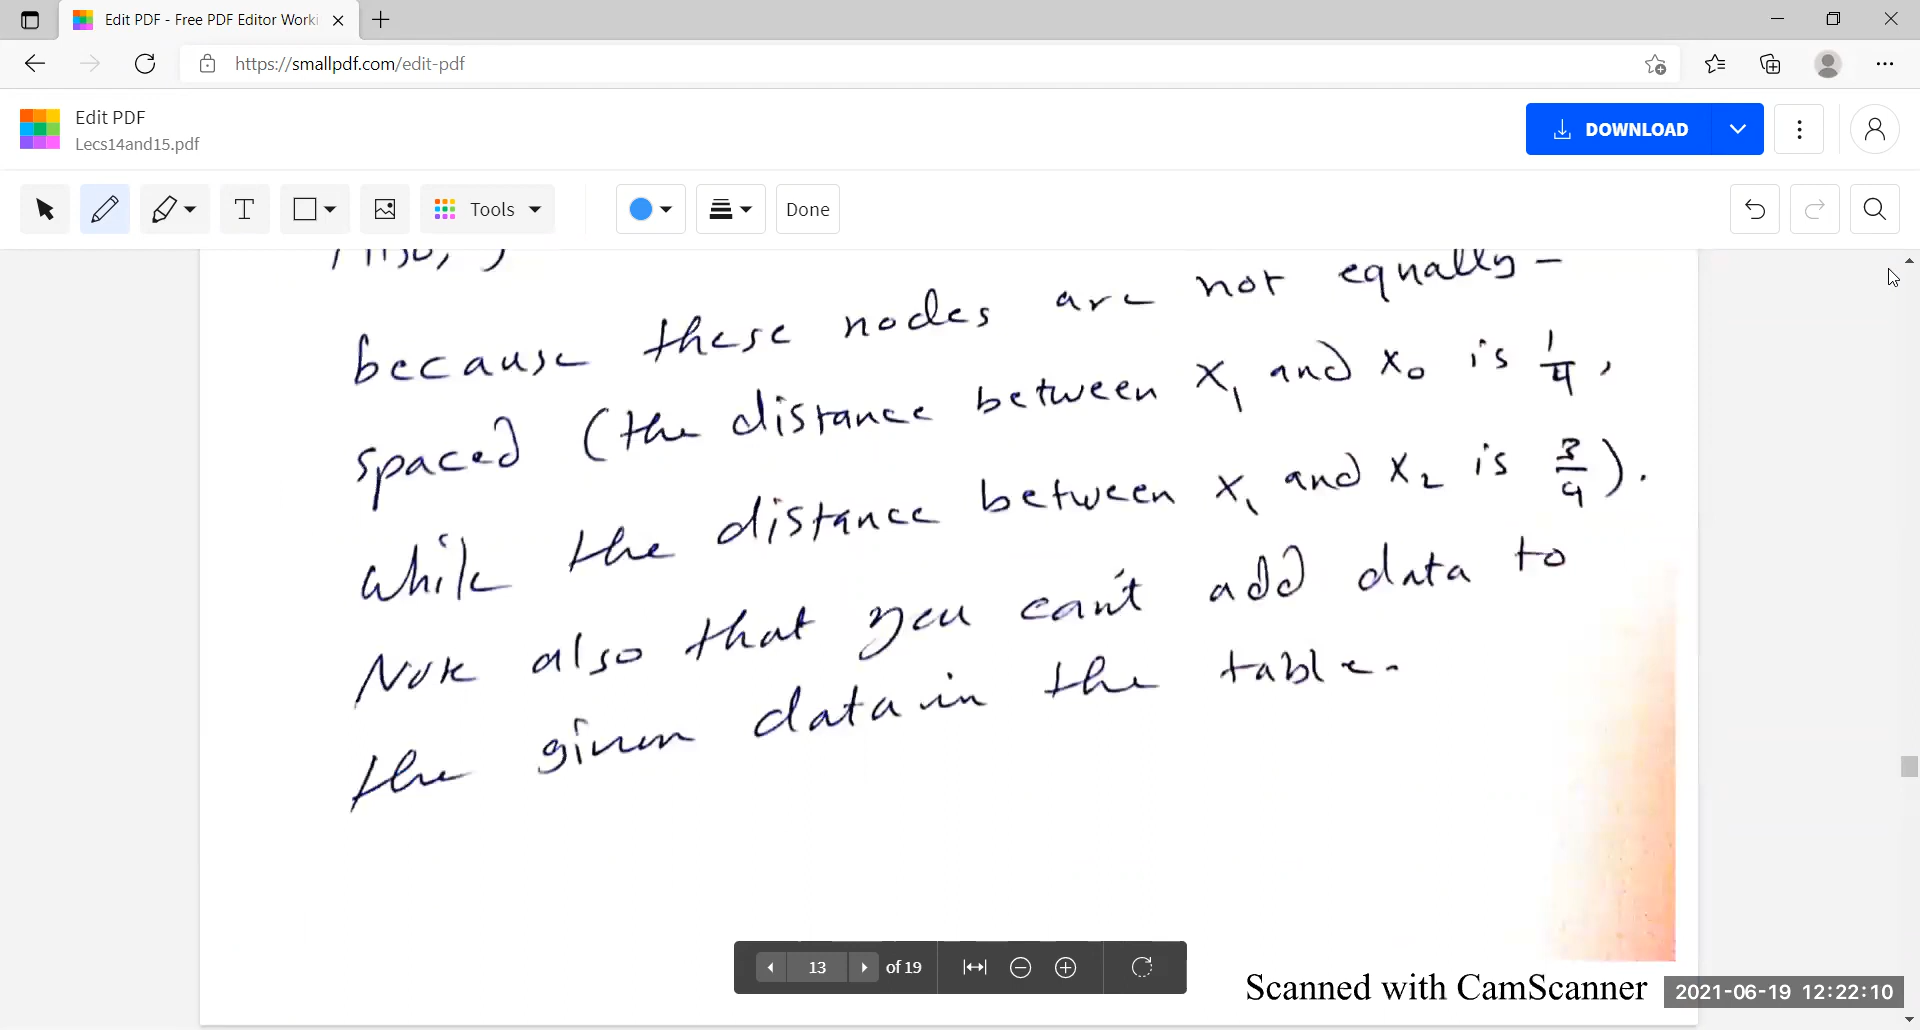 Edit PDF - Free PDF Editor Worki
https://smallpdf.com/edit-pdf
Edit PDF
Lecs14and15.pdf
DOWNLOAD
T Tools Done
because these nodes are not equally-
spaced (the distance between x₁ and x₀ is 1/4,
while the distance between x₁ and x₂ is 3/4).
Note also that you can't add data to
the given data in the table.
13 of 19
Scanned with CamScanner
2021-06-19 12:22:10